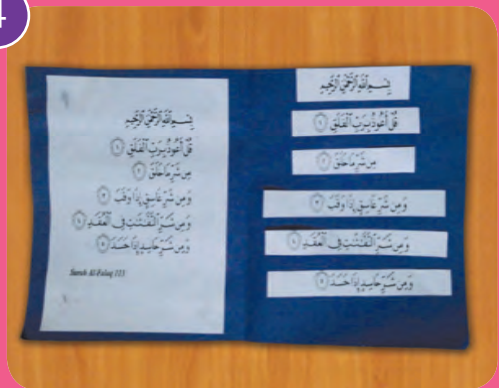 4
بِسْمِ ٱللَّهِ ٱلرَّحْمَٰنِ ٱلرَّحِيمِ
قُلْ أَعُوذُ بِرَبِّ ٱلْفَلَقِ ١
مِن شَرِّ مَا خَلَقَ ٢
وَمِن شَرِّ غَاسِقٍ إِذَا وَقَبَ ٣
وَمِن شَرِّ ٱلنَّفَّٰثَٰتِ فِى ٱلْعُقَدِ ٤
وَمِن شَرِّ حَاسِدٍ إِذَا حَسَدَ ٥
Surah Al-Falaq 113
بِسْمِ ٱللَّهِ ٱلرَّحْمَٰنِ ٱلرَّحِيمِ
قُلْ أَعُوذُ بِرَبِّ ٱلْفَلَقِ ١
مِن شَرِّ مَا خَلَقَ ٢
وَمِن شَرِّ غَاسِقٍ إِذَا وَقَبَ ٣
وَمِن شَرِّ ٱلنَّفَّٰثَٰتِ فِى ٱلْعُقَدِ ٤
وَمِن شَرِّ حَاسِدٍ إِذَا حَسَدَ ٥